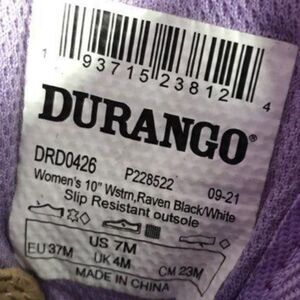 1 93715 23812 4
DURANGO®
DRD0426 P228522 09-21
Women's 10" Wstrn,Raven Black/White
Slip Resistant outsole
US 7M
EU 37M UK 4M CM 23M
MADE IN CHINA